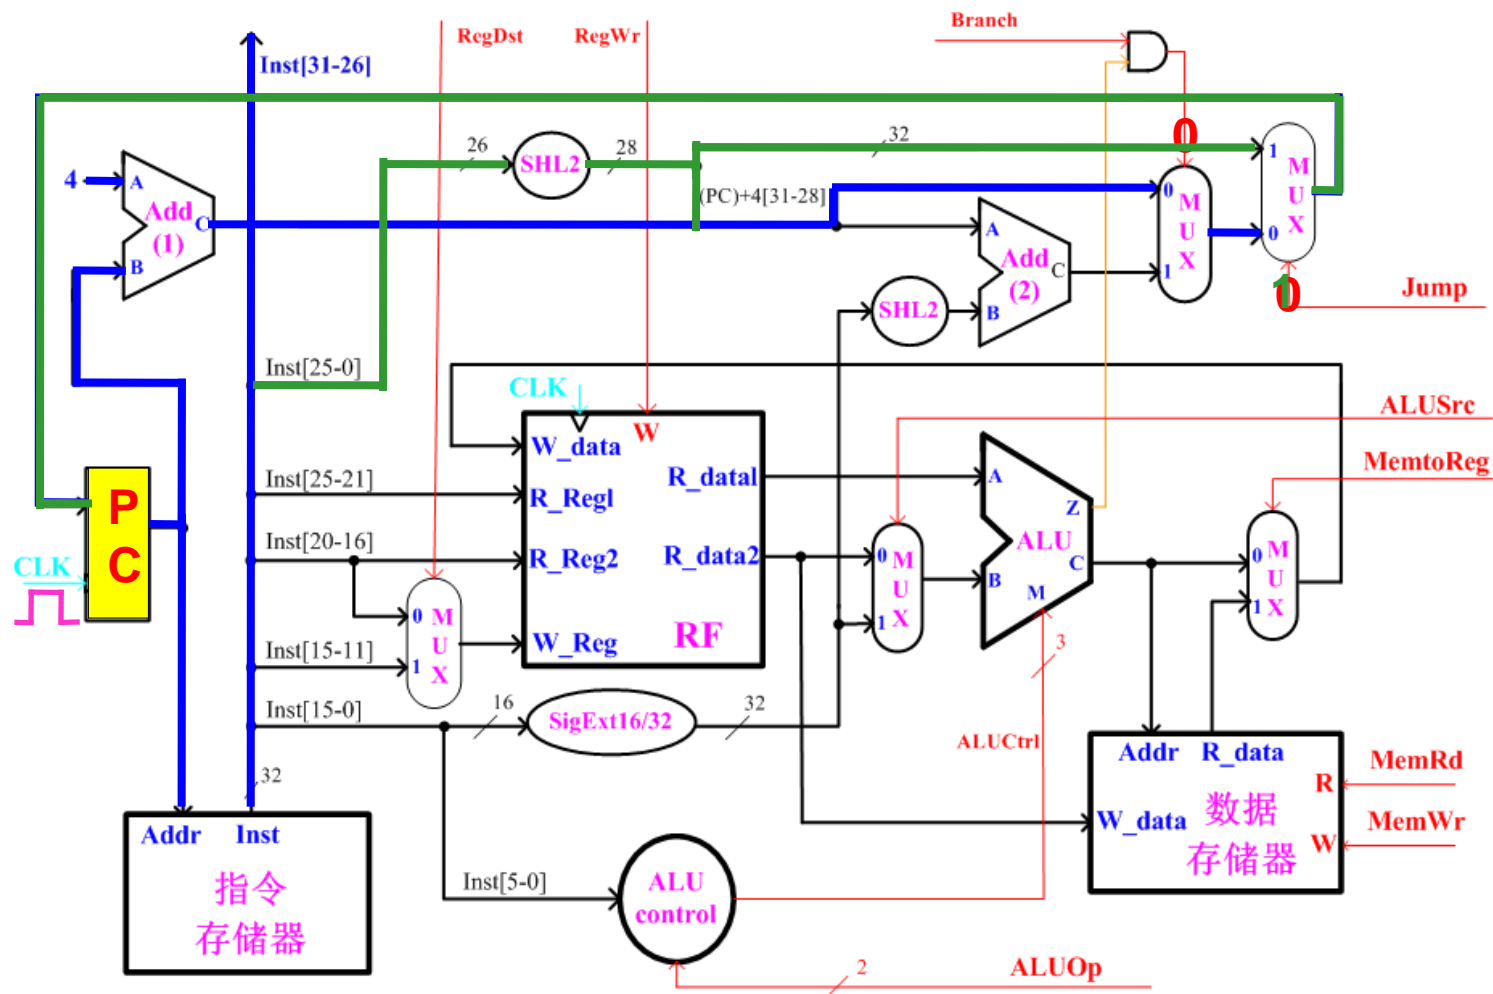 Branch
RegDst
RegWr
Inst[31-26]
0
26
SHL2
28
32
1
M
U
X
0
4
A
Add
(1)
C
B
(PC)+4[31-28]
0
M
U
X
1
A
Add
(2)
C
B
SHL2
1
0
Jump
Inst[25-0]
CLK
W
W_data
R_Reg1
R_Reg2
W_Reg
R_data1
R_data2
RF
ALUSrc
MemtoReg
Inst[25-21]
Inst[20-16]
Inst[15-11]
Inst[15-0]
P
C
CLK
0
M
U
X
1
0
M
U
X
1
A
Z
ALU
C
B
M
0
M
U
X
1
3
16
SigExt16/32
32
ALUCtrl
32
Addr
Inst
指令
存储器
Addr
R_data
R
MemRd
W_data
数据
存储器
W
MemWr
Inst[5-0]
ALU
control
2
ALUOp